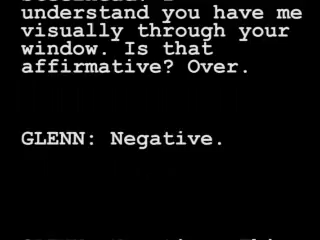 understand you have me
visually through your
window. Is that
affirmative? Over.
GLENN: Negative.